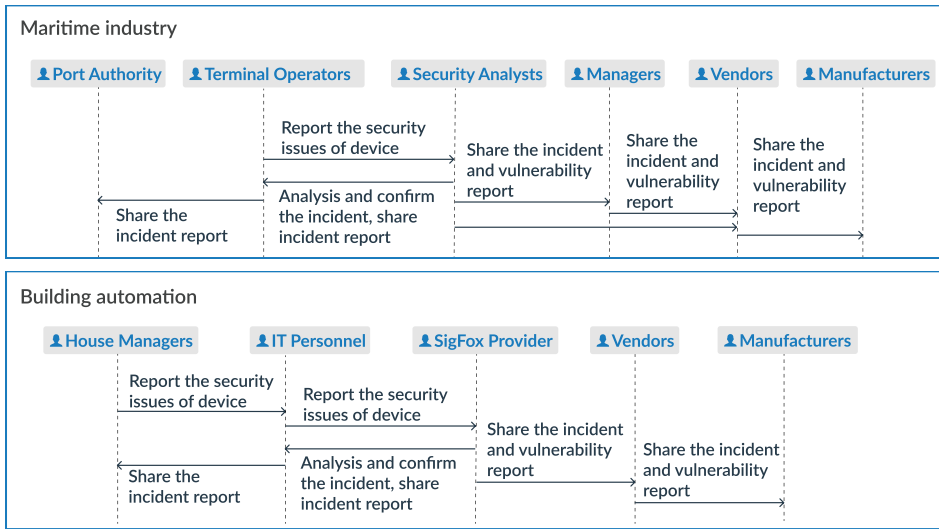 Maritime industry
Port Authority
Terminal Operators
Security Analysts
Managers
Vendors
Manufacturers
Report the security
issues of device
Share the incident
and vulnerability
report
Share the
incident and
vulnerability
report
Share the
incident and
vulnerability
report
Analysis and confirm
the incident, share
incident report
Share the
incident report
Building automation
House Managers
IT Personnel
SigFox Provider
Vendors
Manufacturers
Report the security
issues of device
Report the security
issues of device
Share the incident
and vulnerability
report
Share the incident
and vulnerability
report
Analysis and confirm
the incident, share
incident report
Share the
incident report